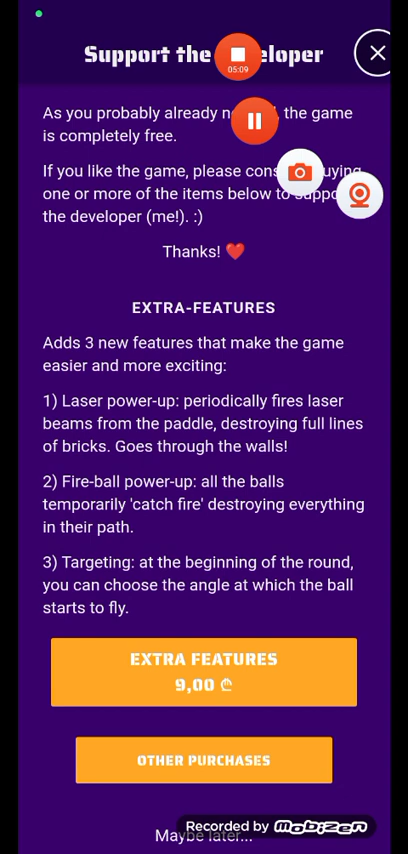 Support the eloper
05:09
As you probably already n the game
is completely free.
If you like the game, please cons uying
one or more of the items below to suppo
the developer (me!). :)
Thanks! ❤️
EXTRA-FEATURES
Adds 3 new features that make the game
easier and more exciting:
1) Laser power-up: periodically fires laser
beams from the paddle, destroying full lines
of bricks. Goes through the walls!
2) Fire-ball power-up: all the balls
temporarily 'catch fire' destroying everything
in their path.
3) Targeting: at the beginning of the round,
you can choose the angle at which the ball
starts to fly.
EXTRA FEATURES
9,00 ₾
OTHER PURCHASES
Maybe later...
Recorded by Mobizen